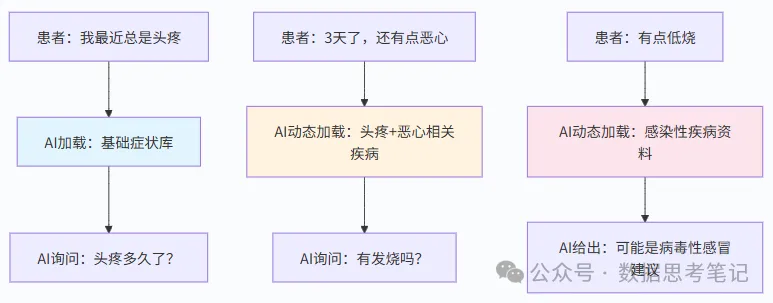 患者：我最近总是头疼
患者：3天了，还有点恶心
患者：有点低烧
AI加载：基础症状库
AI动态加载：头疼+恶心相关
疾病
AI动态加载：感染性疾病资
料
AI询问：头疼多久了？
AI询问：有发烧吗？
AI给出：可能是病毒性感冒
建议
公众号 · 数据思考笔记